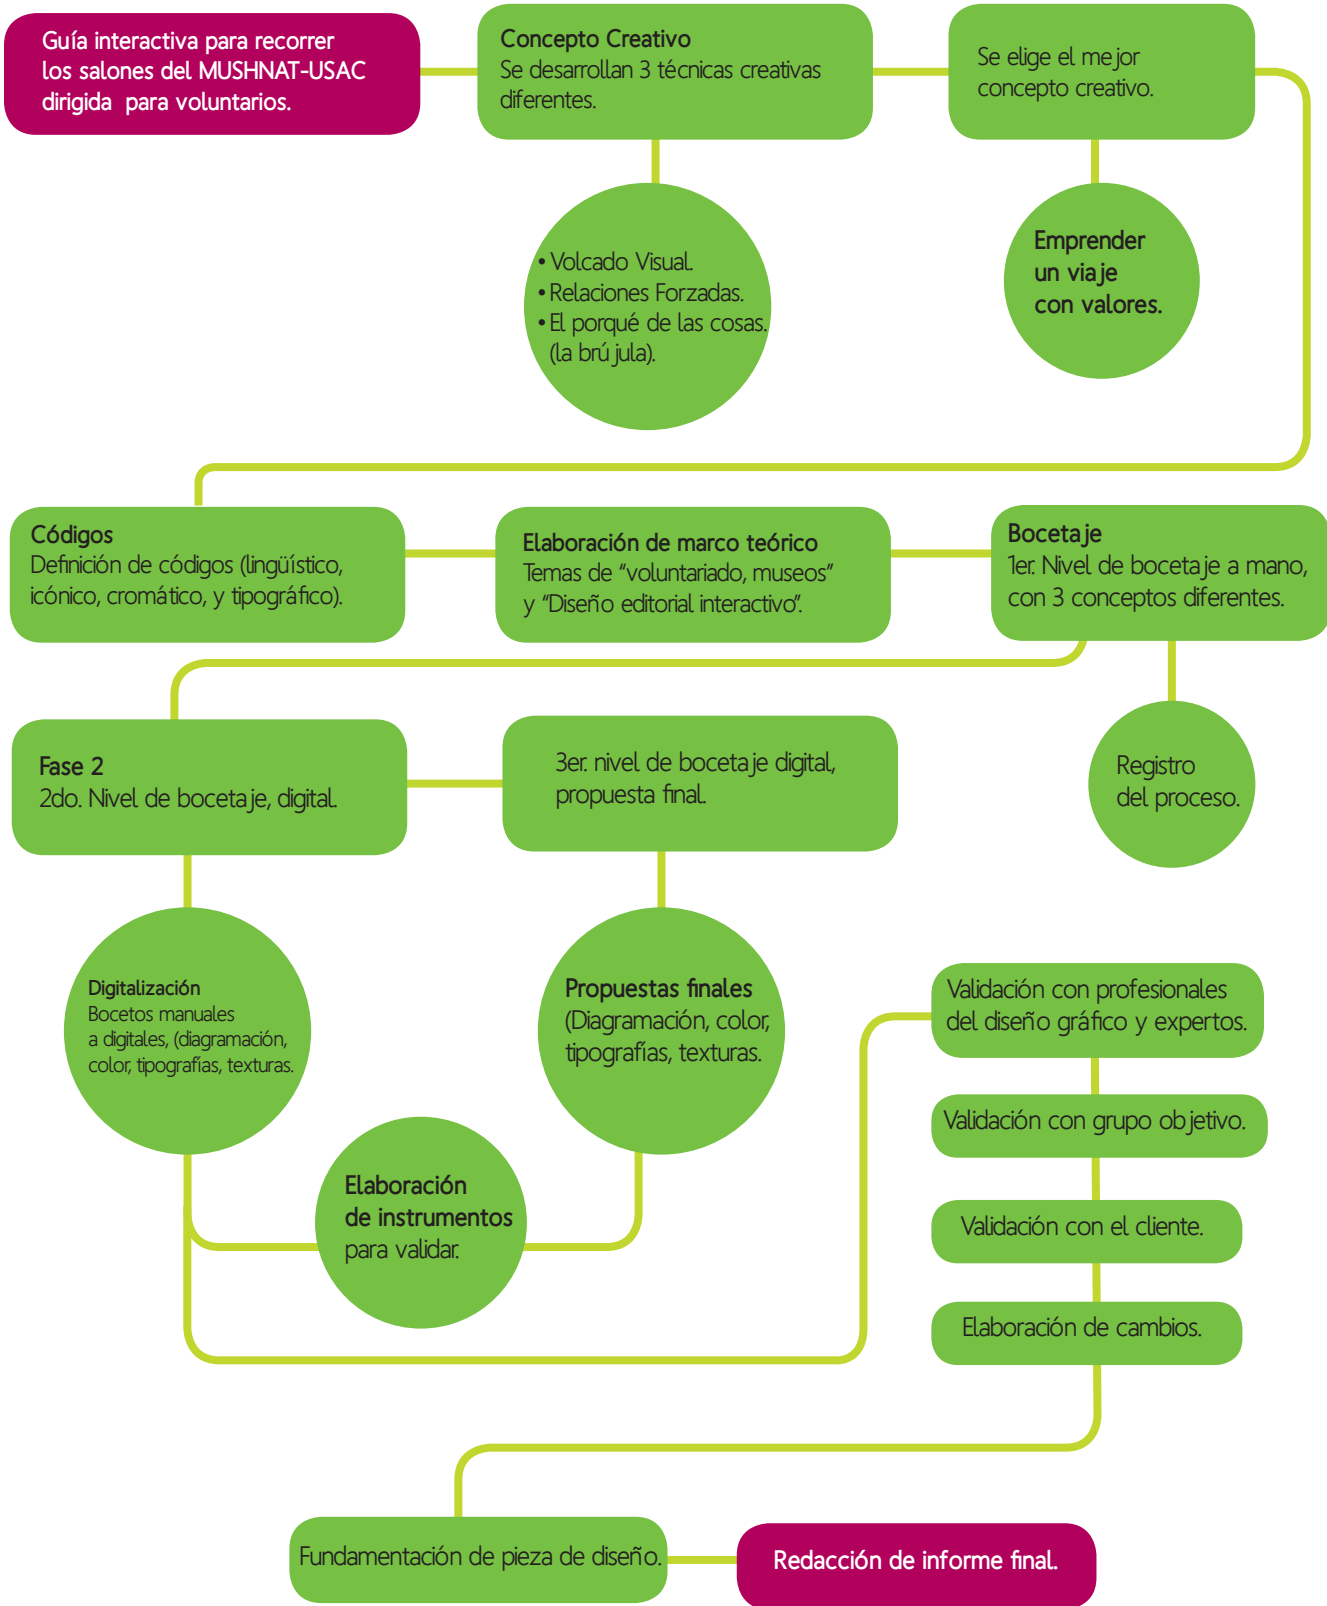 Guía interactiva para recorrer
los salones del MUSHNAT-USAC
dirigida para voluntarios.
Concepto Creativo
Se desarrollan 3 técnicas creativas
diferentes.
Se elige el mejor
concepto creativo.
• Volcado Visual.
• Relaciones Forzadas.
• El porqué de las cosas.
(la brújula).
Emprender
un viaje
con valores.
Códigos
Definición de códigos (lingüístico,
icónico, cromático, y tipográfico).
Elaboración de marco teórico
Temas de “voluntariado, museos”
y “Diseño editorial interactivo”.
Bocetaje
1er. Nivel de bocetaje a mano,
con 3 conceptos diferentes.
Registro
del proceso.
Fase 2
2do. Nivel de bocetaje, digital.
3er. nivel de bocetaje digital,
propuesta final.
Digitalización
Bocetos manuales
a digitales, (diagramación,
color, tipografías, texturas.
Propuestas finales
(Diagramación, color,
tipografías, texturas.
Elaboración
de instrumentos
para validar.
Validación con profesionales
del diseño gráfico y expertos.
Validación con grupo objetivo.
Validación con el cliente.
Elaboración de cambios.
Fundamentación de pieza de diseño.
Redacción de informe final.